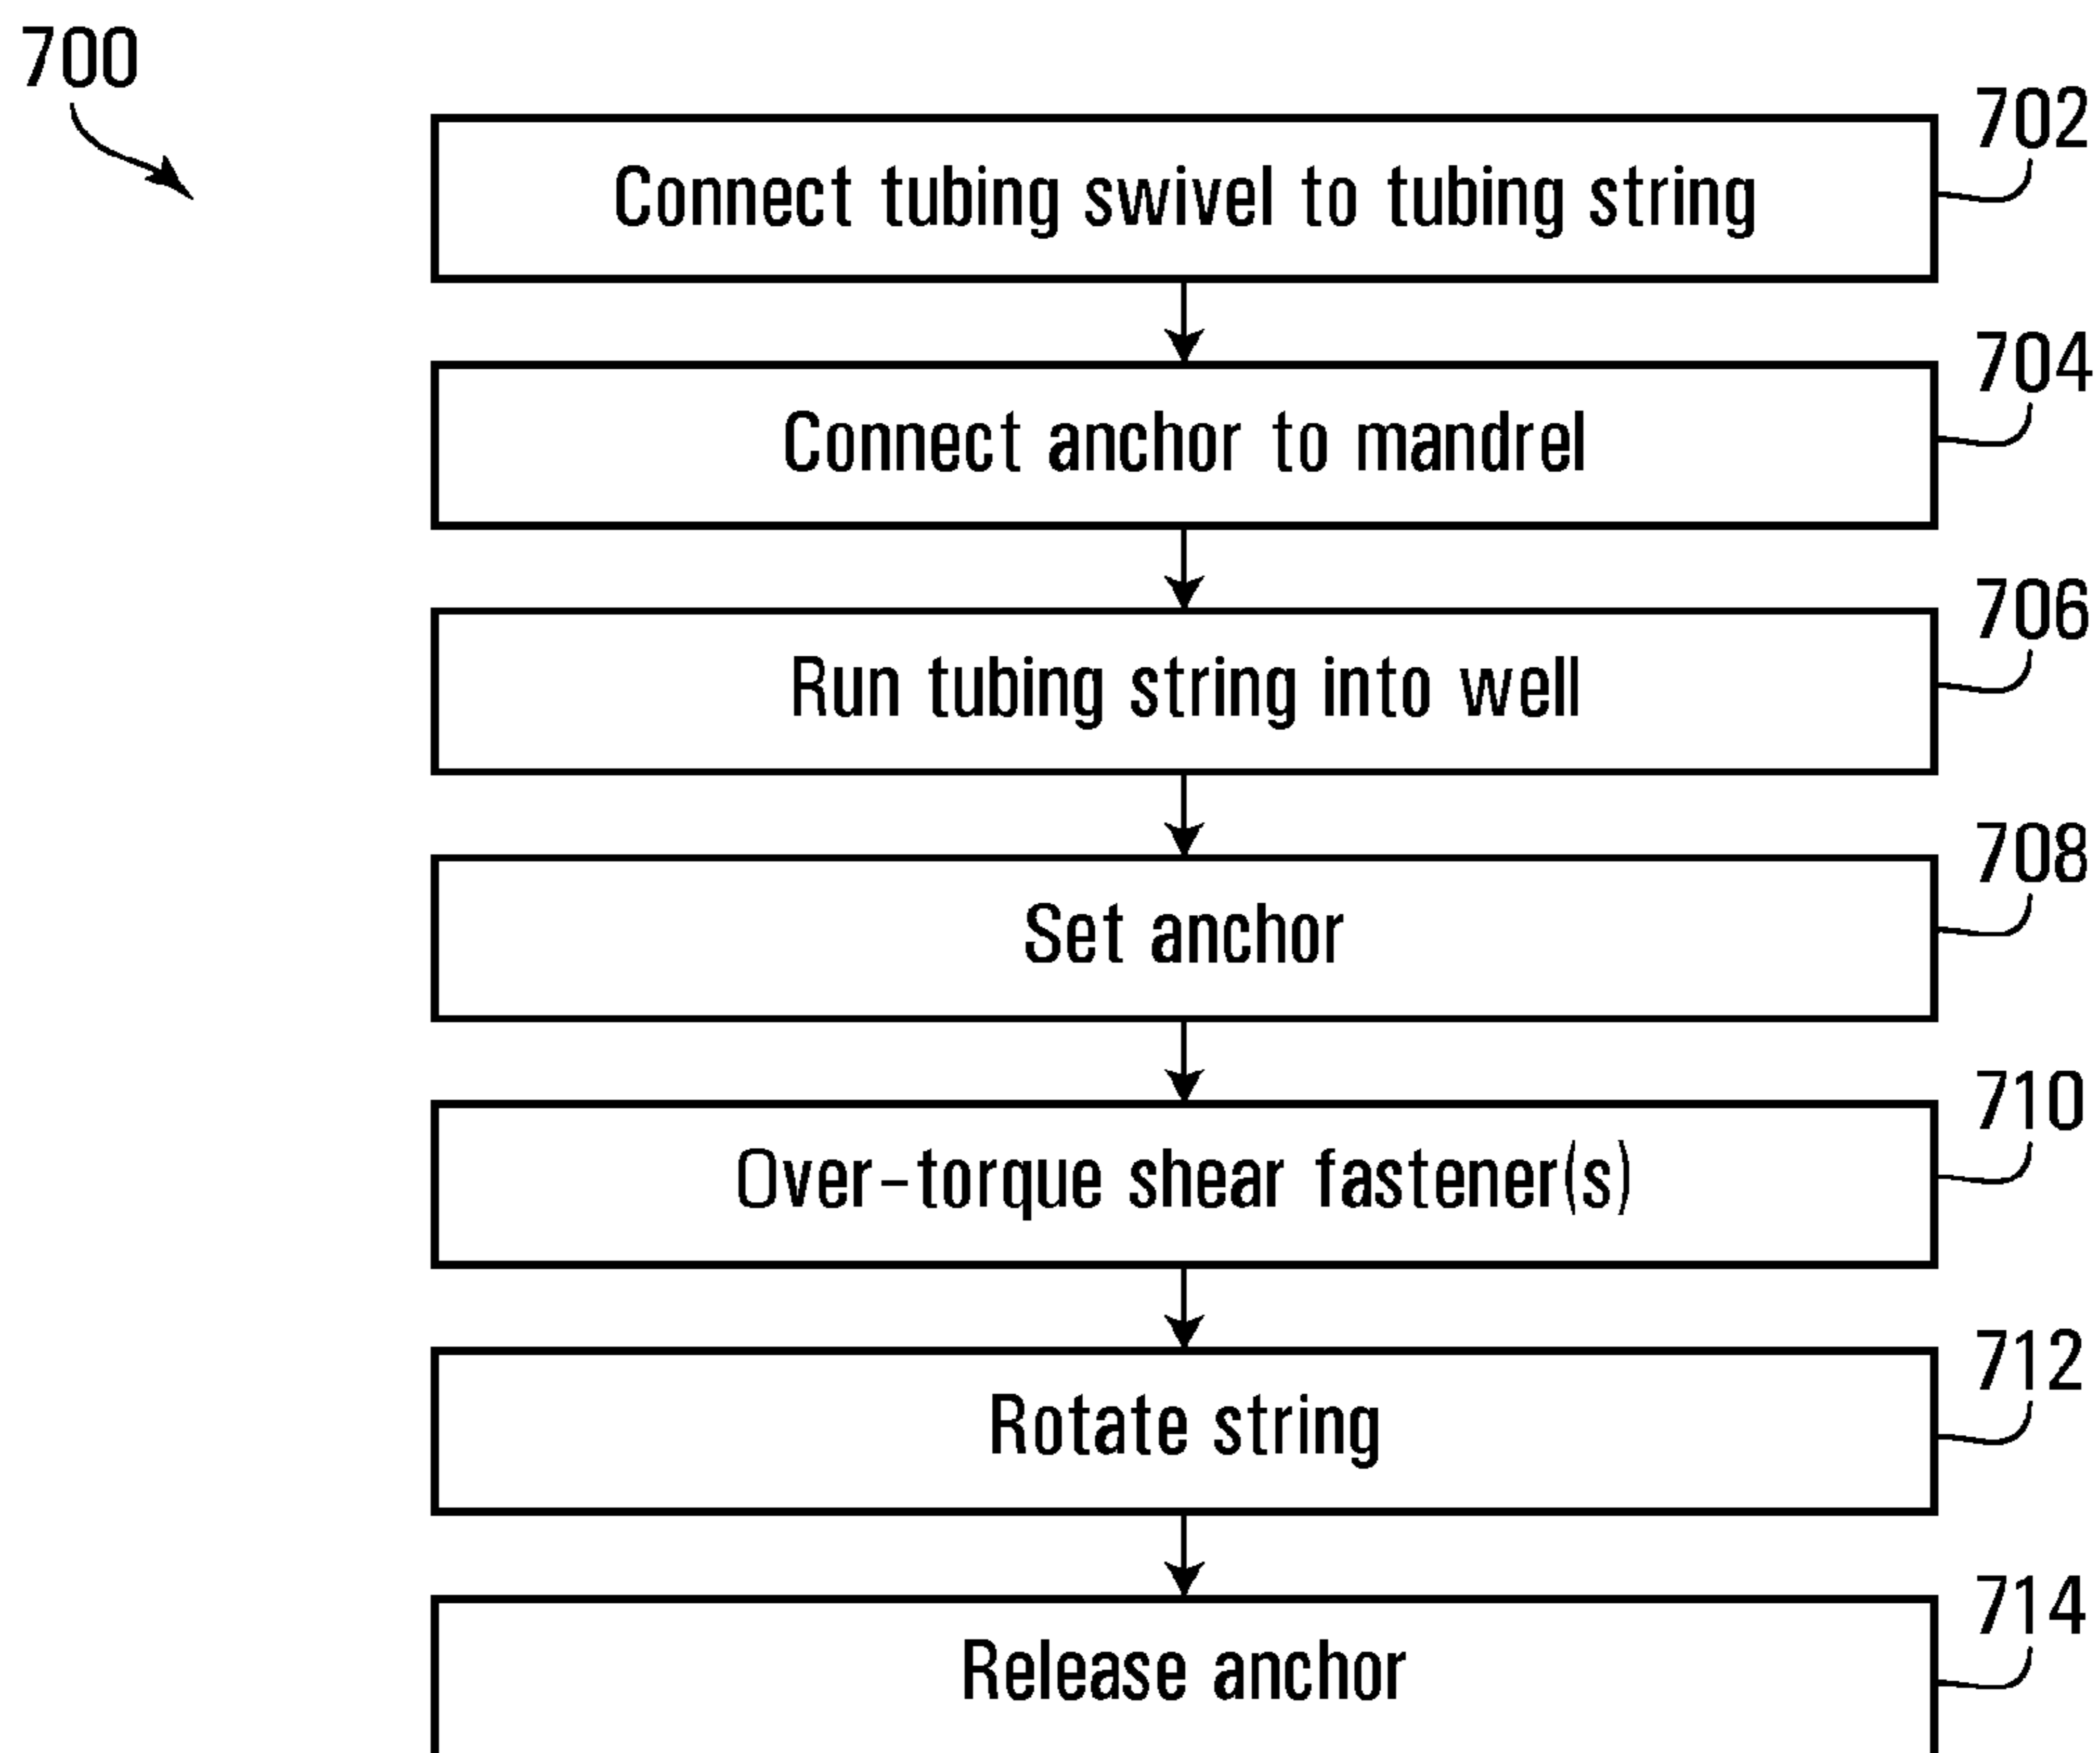 700
702
Connect tubing swivel to tubing string
704
Connect anchor to mandrel
706
Run tubing string into well
708
Set anchor
710
Over-torque shear fastener(s)
712
Rotate string
714
Release anchor